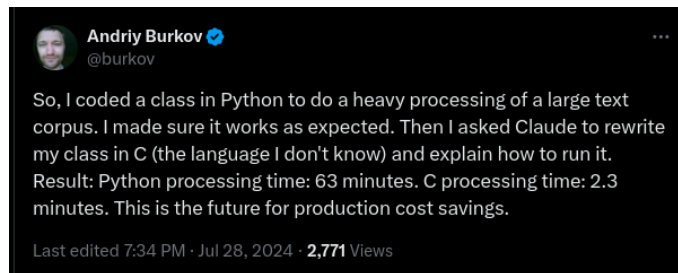 Andriy Burkov
@burkov
So, I coded a class in Python to do a heavy processing of a large text
corpus. I made sure it works as expected. Then I asked Claude to rewrite
my class in C (the language I don't know) and explain how to run it.
Result: Python processing time: 63 minutes. C processing time: 2.3
minutes. This is the future for production cost savings.
Last edited 7:34 PM · Jul 28, 2024 · 2,771 Views